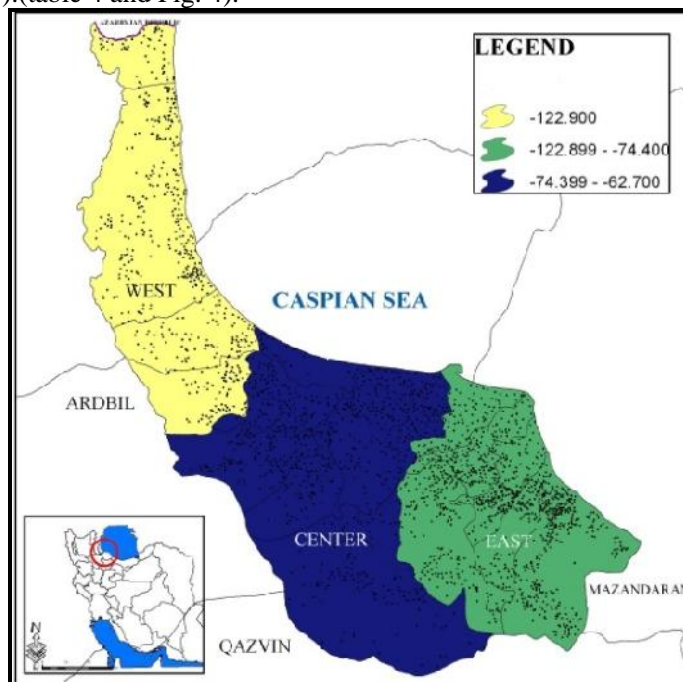 ).(table 4 and Fig. 4).
LEGEND
-122.900
-122.899 - -74.400
-74.399 - -62.700
WEST
CASPIAN SEA
ARDBIL
CENTER
EAST
MAZANDARAN
QAZVIN
N